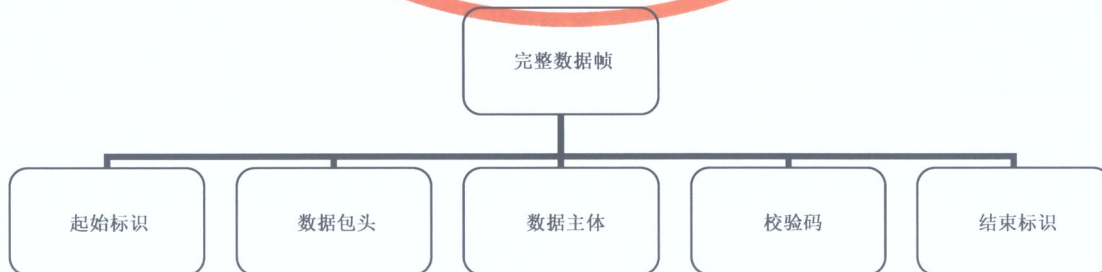 完整数据帧
起始标识
数据包头
数据主体
校验码
结束标识